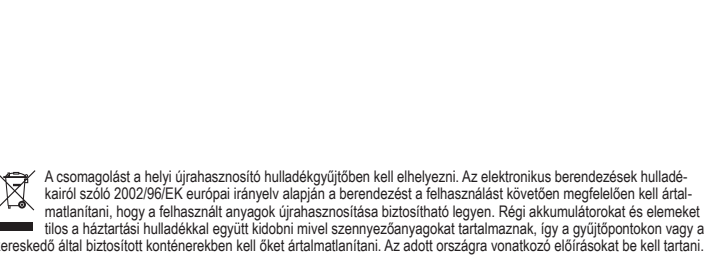 A csomagolást a helyi újrahasznosító hulladékgyűjtőben kell elhelyezni. Az elektronikus berendezések hulladé-
kairól szóló 2002/96/EK európai irányelv alapján a berendezést a felhasználást követően megfelelően kell ártal-
matlanítani, hogy a felhasznált anyagok újrahasznosítása biztosítható legyen. Régi akkumulátorokat és elemeket
tilos a háztartási hulladékkal együtt kidobni mivel szennyezőanyagokat tartalmaznak, így a gyűjtőpontokon vagy a
ereskedő által biztosított konténerekben kell őket ártalmatlanítani. Az adott országra vonatkozó előírásokat be kell tartani.